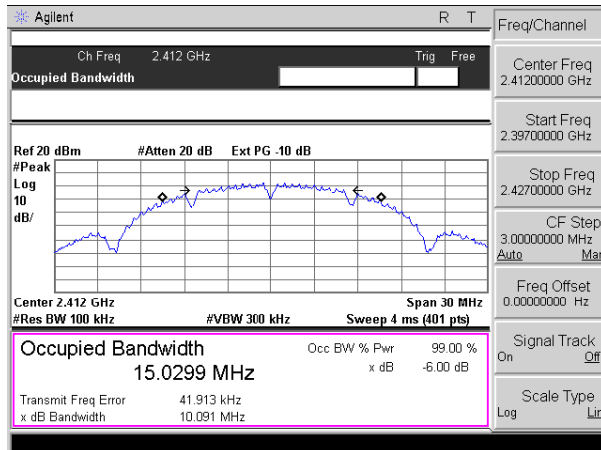 Agilent R T
Ch Freq 2.412 GHz Trig Free
Occupied Bandwidth
Ref 20 dBm #Atten 20 dB Ext PG -10 dB
#Peak
Log
10
dB/
Center 2.412 GHz Span 30 MHz
#Res BW 100 kHz #VBW 300 kHz Sweep 4 ms (401 pts)
Occupied Bandwidth Occ BW % Pwr 99.00 %
15.0299 MHz x dB -6.00 dB
Transmit Freq Error 41.913 kHz
x dB Bandwidth 10.091 MHz
Freq/Channel
Center Freq
2.41200000 GHz
Start Freq
2.39700000 GHz
Stop Freq
2.42700000 GHz
CF Step
3.00000000 MHz
Auto Man
Freq Offset
0.00000000 Hz
Signal Track
On Off
Scale Type
Log Lin